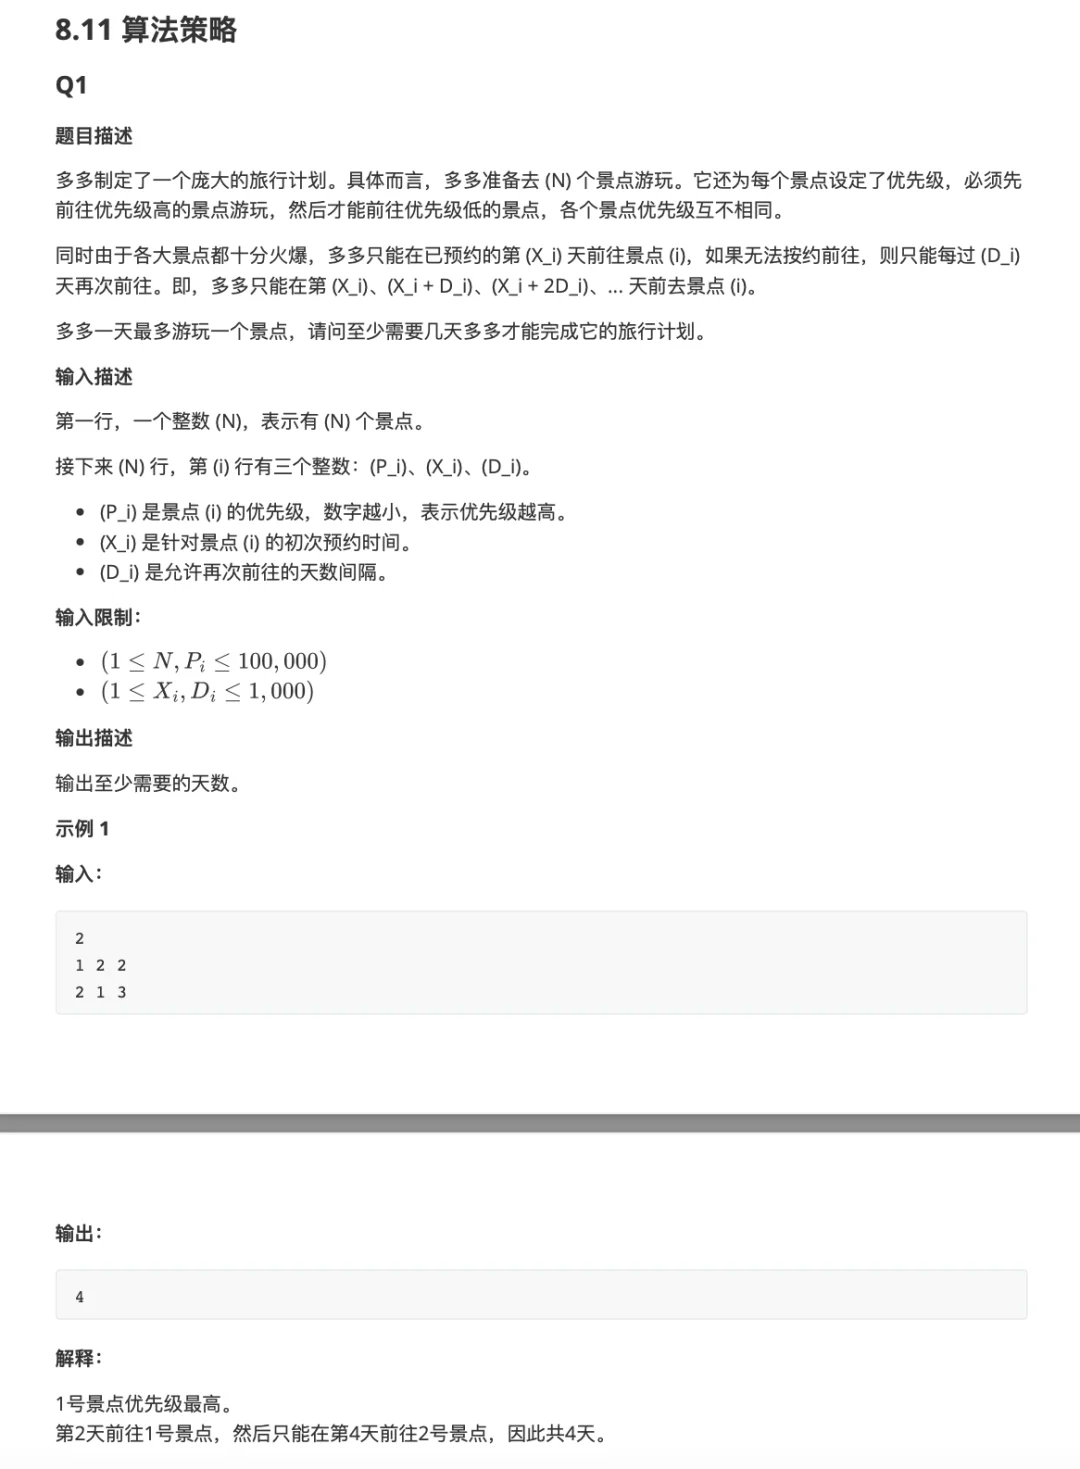 8.11 算法策略
Q1
题目描述
多多制定了一个庞大的旅行计划。具体而言，多多准备去 (N) 个景点游玩。它还为每个景点设定了优先级，必须先
前往优先级高的景点游玩，然后才能前往优先级低的景点，各个景点优先级互不相同。
同时由于各大景点都十分火爆，多多只能在已预约的第 (X_i) 天前往景点 (i)，如果无法按约前往，则只能每过 (D_i)
天再次前往。即，多多只能在第 (X_i)、(X_i + D_i)、(X_i + 2D_i)、... 天前去景点 (i)。
多多一天最多游玩一个景点，请问至少需要几天多多才能完成它的旅行计划。
输入描述
第一行，一个整数 (N)，表示有 (N) 个景点。
接下来 (N) 行，第 (i) 行有三个整数：(P_i)、(X_i)、(D_i)。
• (P_i) 是景点 (i) 的优先级，数字越小，表示优先级越高。
• (X_i) 是针对景点 (i) 的初次预约时间。
• (D_i) 是允许再次前往的天数间隔。
输入限制：
• (1 ≤ N, P_i ≤ 100,000)
• (1 ≤ X_i, D_i ≤ 1,000)
输出描述
输出至少需要的天数。
示例 1
输入：
2
1 2 2
2 1 3
输出：
4
解释：
1号景点优先级最高。
第2天前往1号景点，然后只能在第4天前往2号景点，因此共4天。